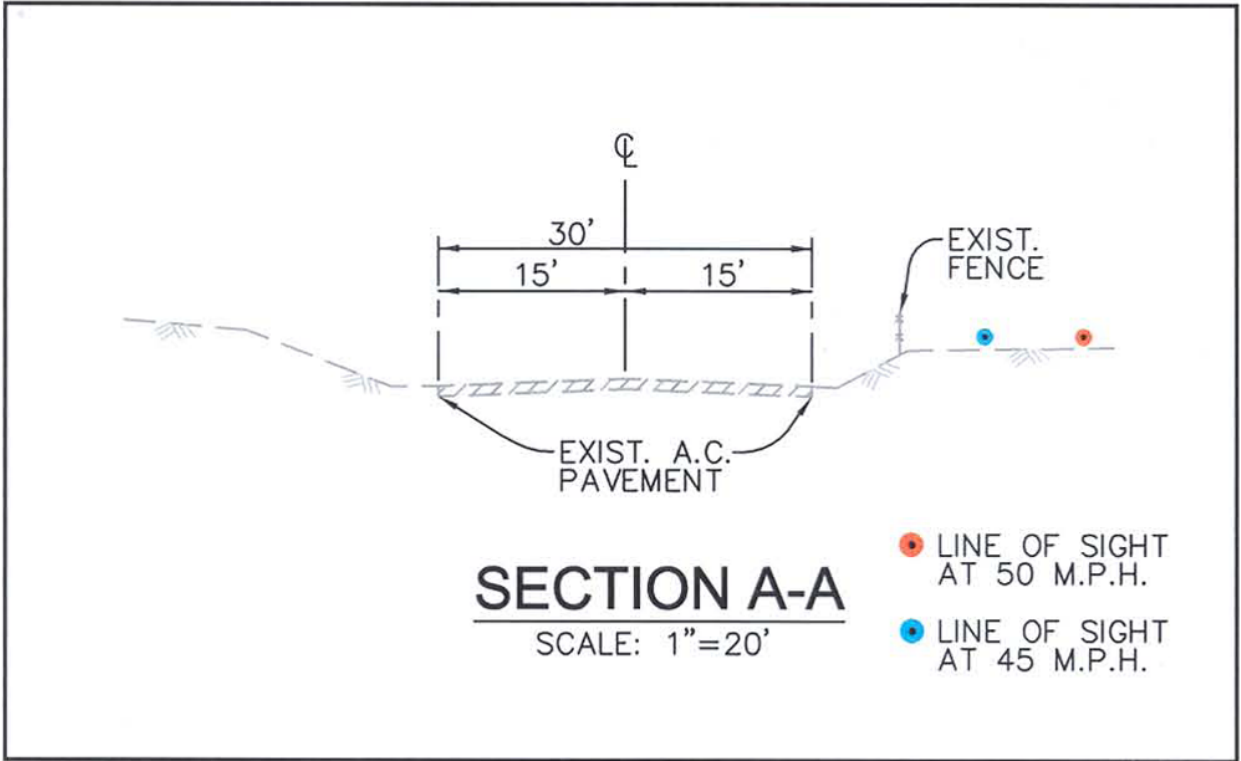 ℄
30'
15' 15'
EXIST.
FENCE
EXIST. A.C.
PAVEMENT
SECTION A-A
SCALE: 1"=20'
LINE OF SIGHT
AT 50 M.P.H.
LINE OF SIGHT
AT 45 M.P.H.